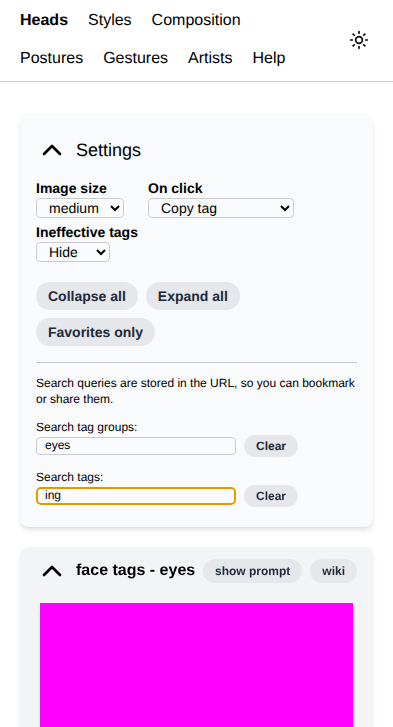 Heads Styles Composition
Postures Gestures Artists Help
Settings
Image size On click
medium Copy tag
Ineffective tags
Hide
Collapse all Expand all
Favorites only
Search queries are stored in the URL, so you can bookmark
or share them.
Search tag groups:
eyes Clear
Search tags:
ing Clear
face tags - eyes show prompt wiki